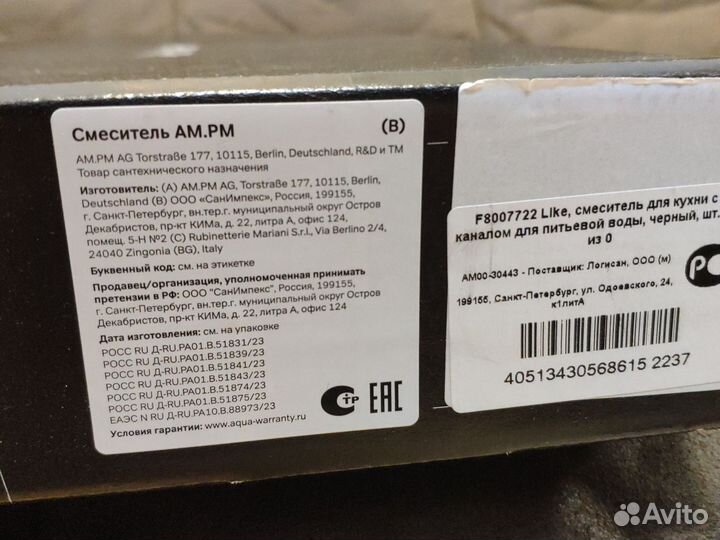 Смеситель AM.PM (B)
AM.PM AG Torstraße 177, 10115, Berlin, Deutschland, R&D и TM
Товар сантехнического назначения
Изготовитель: (A) AM.PM AG, Torstraße 177, 10115, Berlin,
Deutschland (B) ООО «СанИмпекс», Россия, 199155,
г. Санкт-Петербург, вн.тер.г. муниципальный округ Остров
Декабристов, пр-кт КИМа, д. 22, литра А, офис 124,
помещ. 5-Н №2 (C) Rubinetterie Mariani S.r.l., Via Berlino 2/4,
24040 Zingonia (BG), Italy
Буквенный код: см. на этикетке
Продавец/организация, уполномоченная принимать
претензии в РФ: ООО "СанИмпекс", Россия, 199155,
г. Санкт-Петербург, вн.тер.г. муниципальный округ Остров
Декабристов, пр-кт КИМа, д. 22, литра А, офис 124
Дата изготовления: см. на упаковке
РОСС RU Д-RU.РА01.В.51831/23
РОСС RU Д-RU.РА01.В.51839/23
РОСС RU Д-RU.РА01.В.51841/23
РОСС RU Д-RU.РА01.В.51843/23
РОСС RU Д-RU.РА01.В.51874/23
РОСС RU Д-RU.РА01.В.51875/23
ЕАЭС N RU Д-RU.РА10.В.88973/23
Условия гарантии: www.aqua-warranty.ru
СТР EAC
F8007722 Like, смеситель для кухни с
каналом для питьевой воды, черный, шт.
из 0
AM00-30443 - Поставщик: Логисан, ООО (м)
199155, Санкт-Петербург, ул. Одоевского, 24,
к1литА
40513430568615 2237
Avito